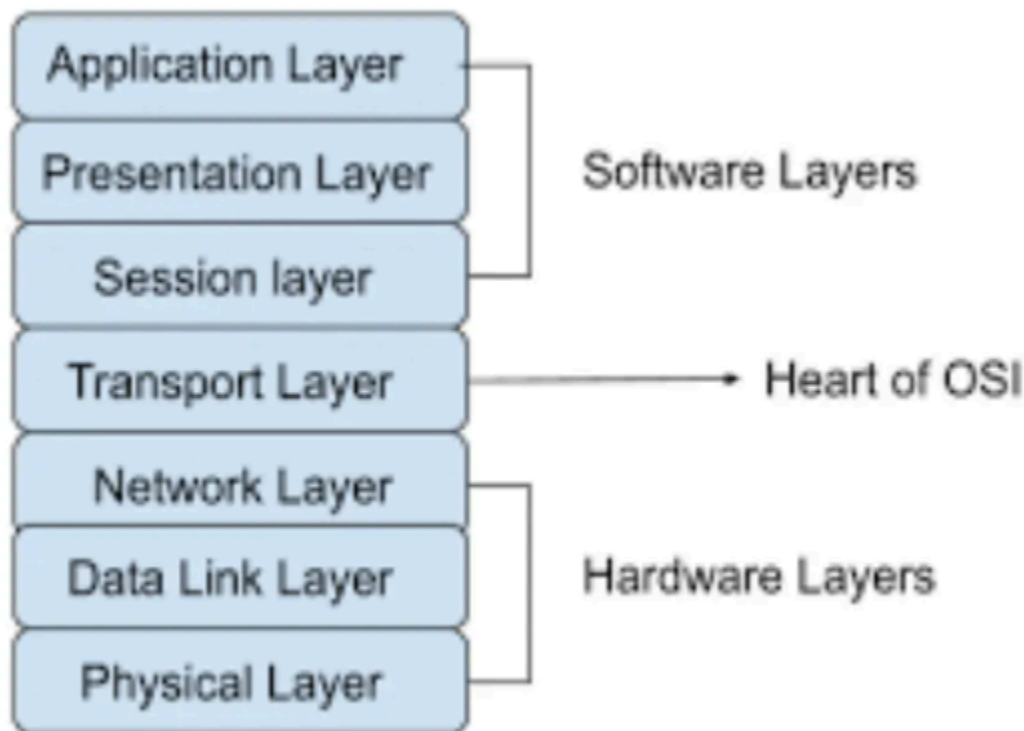 Application Layer
Presentation Layer
Software Layers
Session layer
Transport Layer
Heart of OSI
Network Layer
Data Link Layer
Hardware Layers
Physical Layer